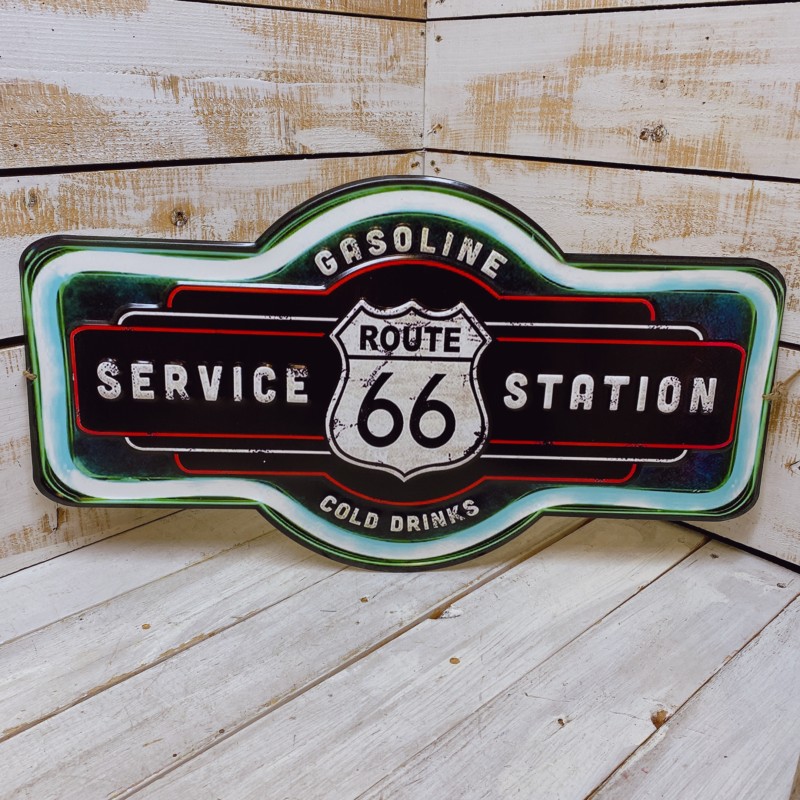 GASOLINE
ROUTE
66
SERVICE STATION
COLD DRINKS